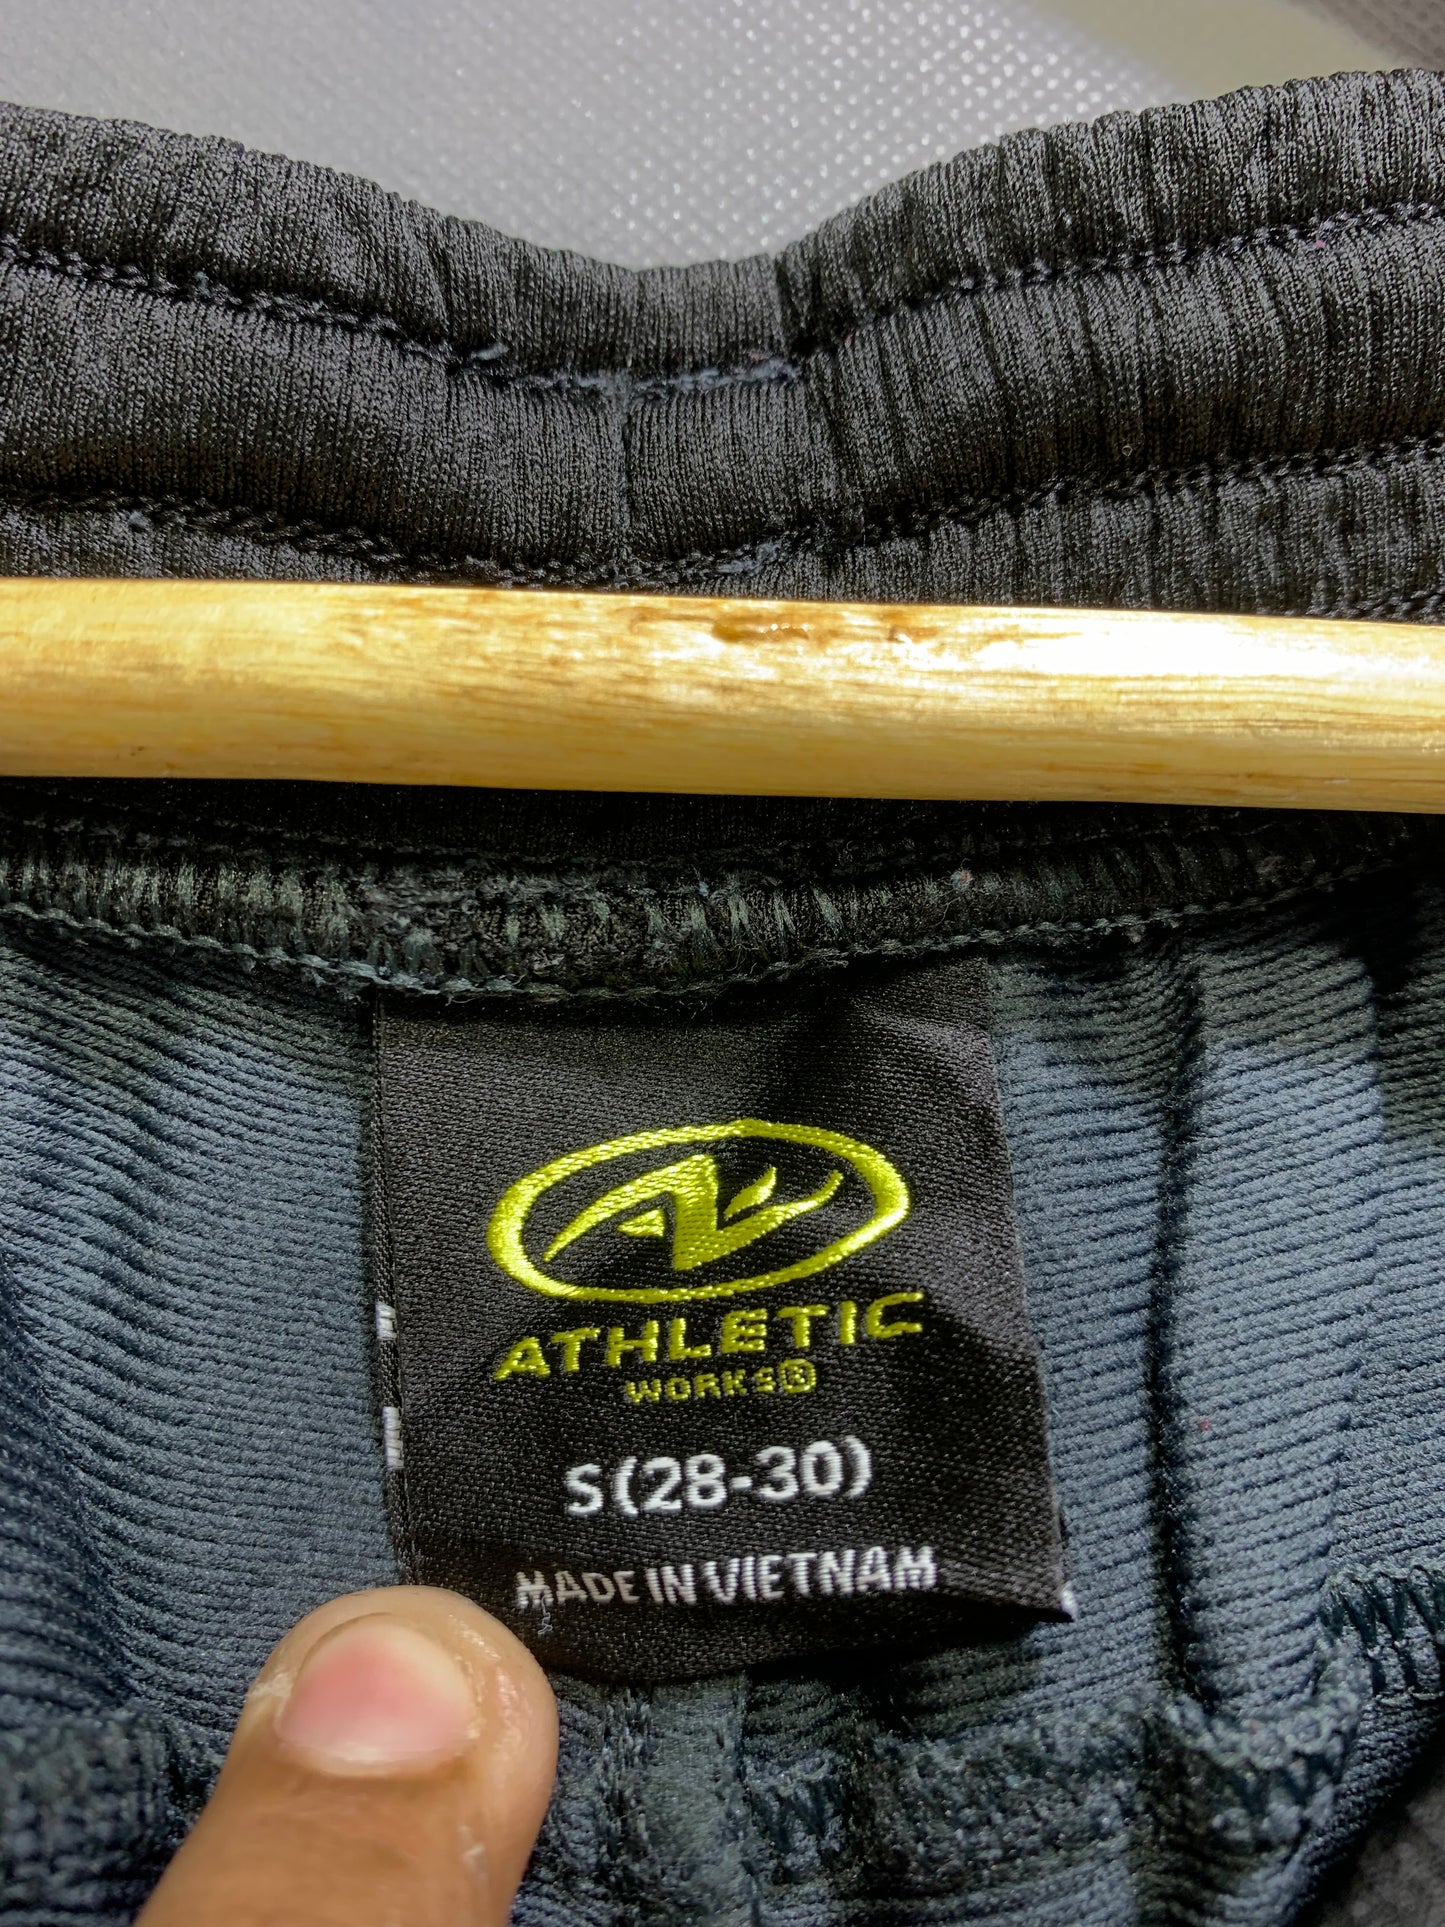 ATHLETIC
WORKS®
S(28-30)
MADE IN VIETNAM